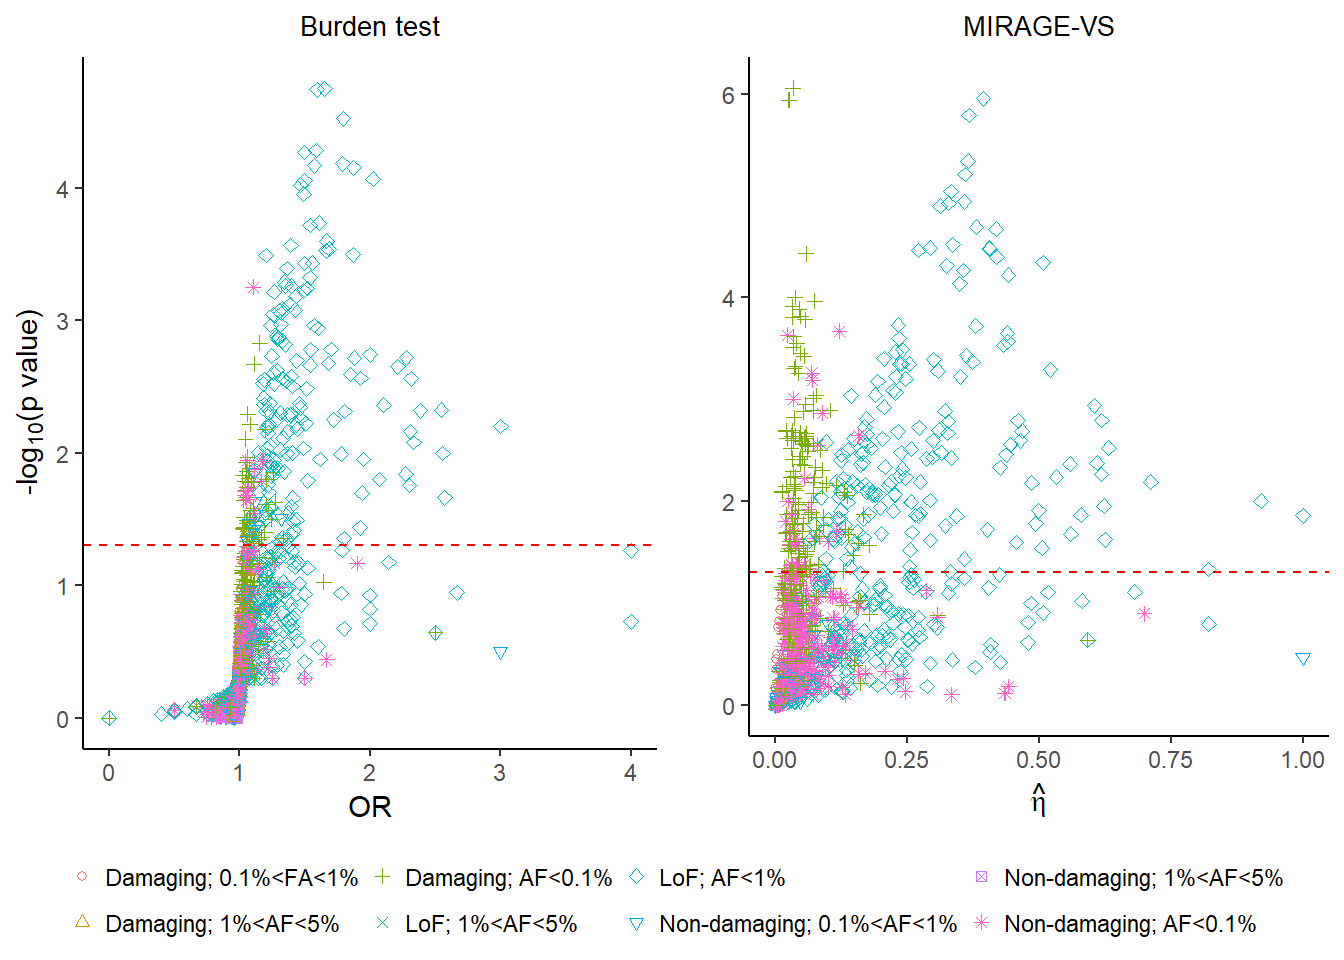 Burden test
MIRAGE-VS
-log10(p value)
4
3
2
1
0
0 1 2 3 4
OR
6
4
2
0
0.00 0.25 0.50 0.75 1.00
η̂
Damaging; 0.1%<FA<1%
Damaging; AF<0.1%
LoF; AF<1%
Non-damaging; 1%<AF<5%
Damaging; 1%<AF<5%
LoF; 1%<AF<5%
Non-damaging; 0.1%<AF<1%
Non-damaging; AF<0.1%